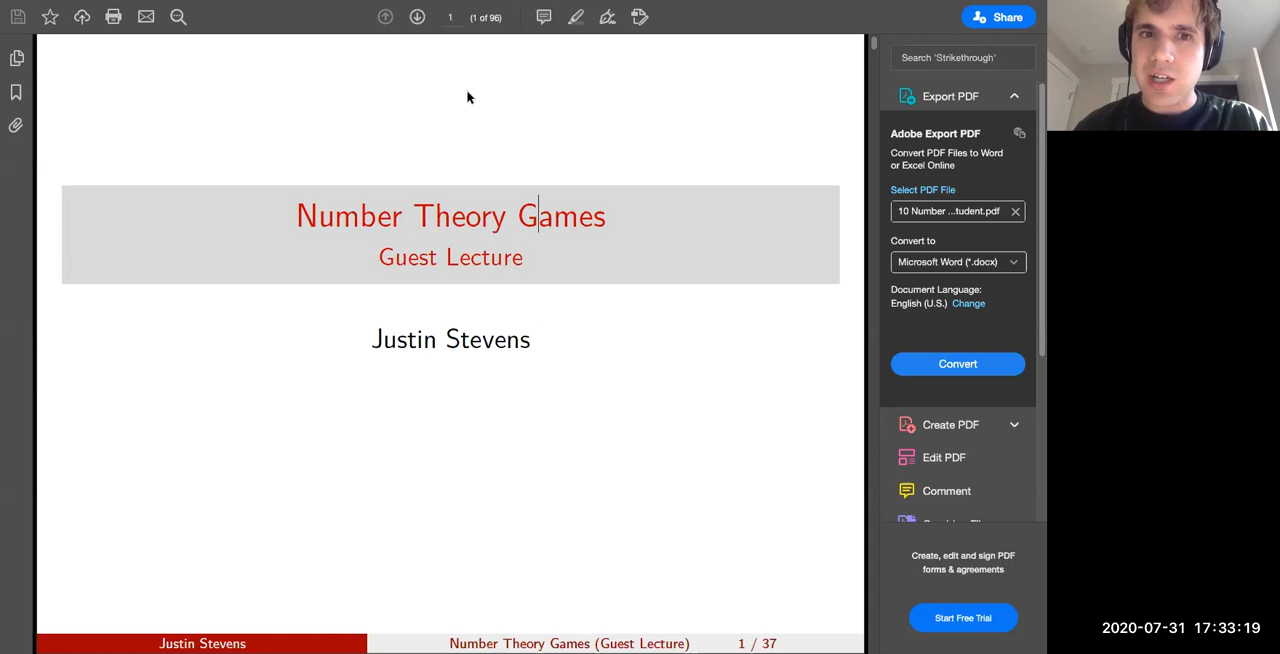 1
(1 of 96)
Share
Search 'Strikethrough'
Export PDF
Adobe Export PDF
Convert PDF Files to Word
or Excel Online
Select PDF File
10 Number ...tudent.pdf
Convert to
Microsoft Word (*.docx)
Document Language:
English (U.S.) Change
Convert
Create PDF
Edit PDF
Comment
Create, edit and sign PDF
forms & agreements
Start Free Trial
Number Theory Games
Guest Lecture
Justin Stevens
Justin Stevens
Number Theory Games (Guest Lecture)
1 / 37
2020-07-31 17:33:19